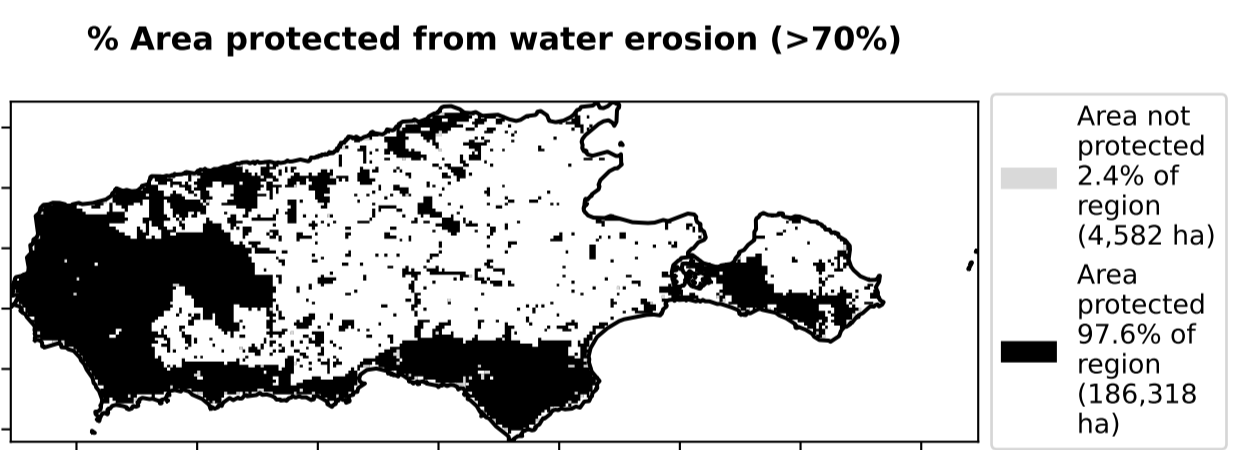 % Area protected from water erosion (>70%)
Area not
protected
2.4% of
region
(4,582 ha)
Area
protected
97.6% of
region
(186,318
ha)